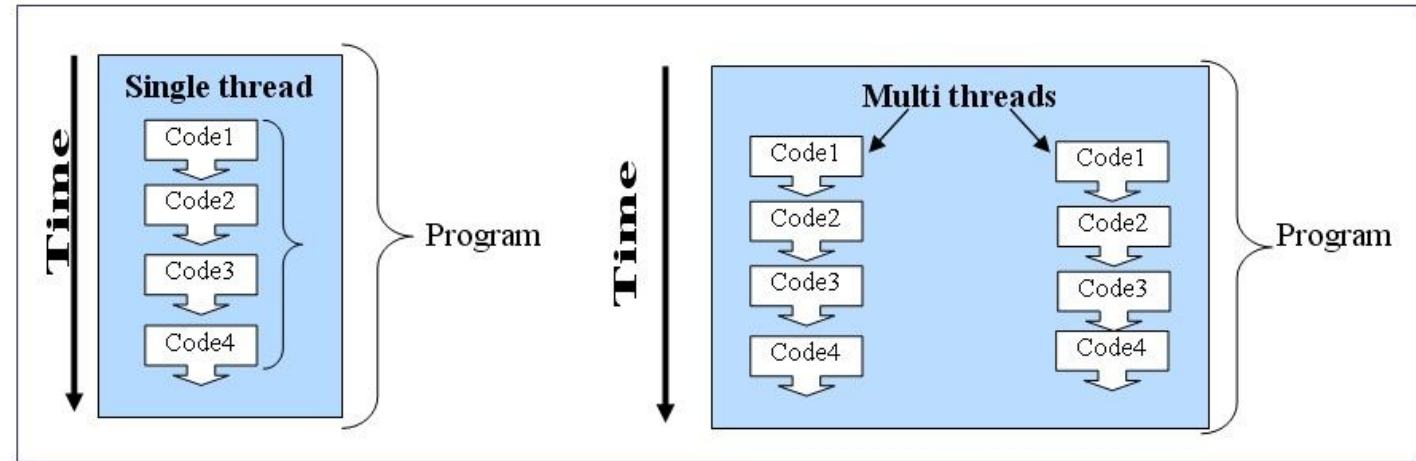 Time
Single thread
Code1
Code2
Code3
Code4
Program
Time
Multi threads
Code1
Code2
Code3
Code4
Code1
Code2
Code3
Code4
Program